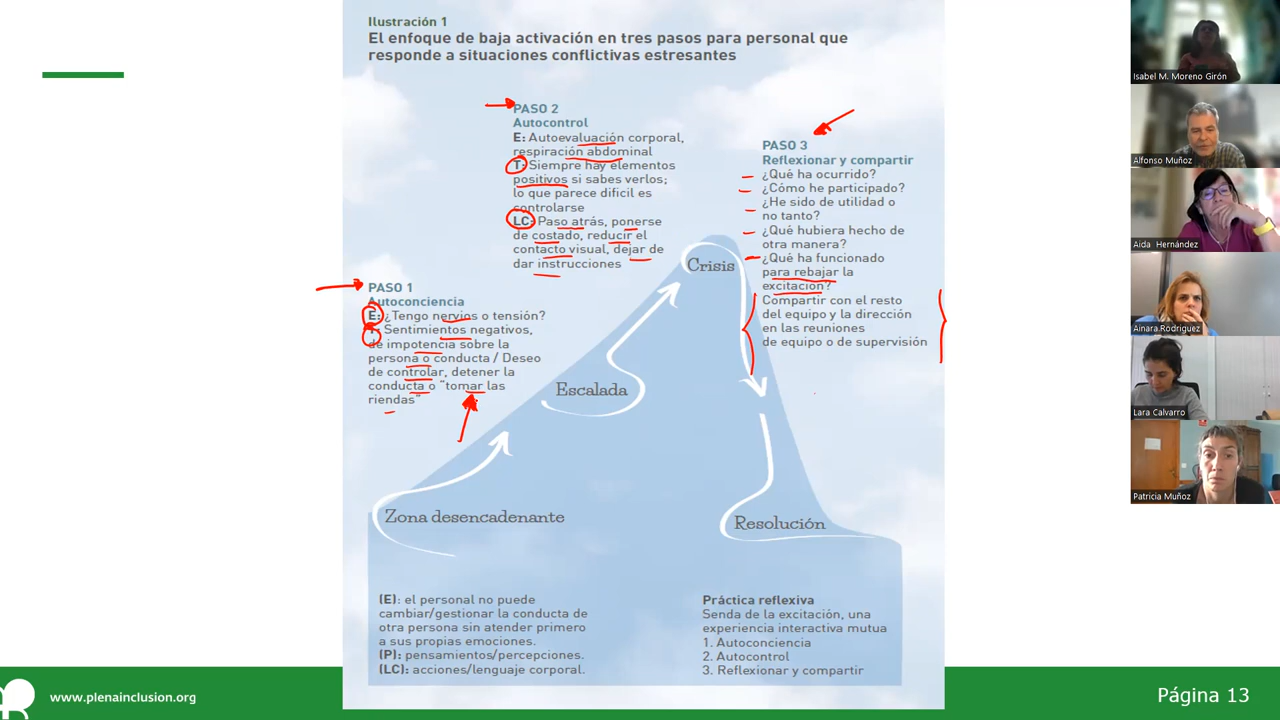 Ilustración 1
El enfoque de baja activación en tres pasos para personal que
responde a situaciones conflictivas estresantes
PASO 2
Autocontrol
E: Autoevaluación corporal,
respiración abdominal
T: Siempre hay elementos
positivos si sabes verlos;
lo que parece dificil es
controlarse
LC: Paso atrás, ponerse
de costado, reducir el
contacto visual, dejar de
dar instrucciones
PASO 3
Reflexionar y compartir
¿Qué ha ocurrido?
¿Cómo he participado?
¿He sido de utilidad o
no tanto?
¿Qué hubiera hecho de
otra manera?
¿Qué ha funcionado
para rebajar la
excitación?
Compartir con el resto
del equipo y la dirección
en las reuniones
de equipo o de supervisión
PASO 1
Autoconciencia
E: ¿Tengo nervios o tensión?
T: Sentimientos negativos,
de impotencia sobre la
persona o conducta / Deseo
de controlar, detener la
conducta o “tomar las
riendas”
Crisis
Escalada
Zona desencadenante
Resolución
(E): el personal no puede
cambiar/gestionar la conducta de
otra persona sin atender primero
a sus propias emociones.
(P): pensamientos/percepciones.
(LC): acciones/lenguaje corporal.
Práctica reflexiva
Senda de la excitación, una
experiencia interactiva mutua
1. Autoconciencia
2. Autocontrol
3. Reflexionar y compartir
www.plenainclusion.org
Página 13
Isabel M. Moreno Girón
Alfonso Muñoz
Aida Hernández
Ainara.Rodriguez
Lara Calvarro
Patricia Muñoz